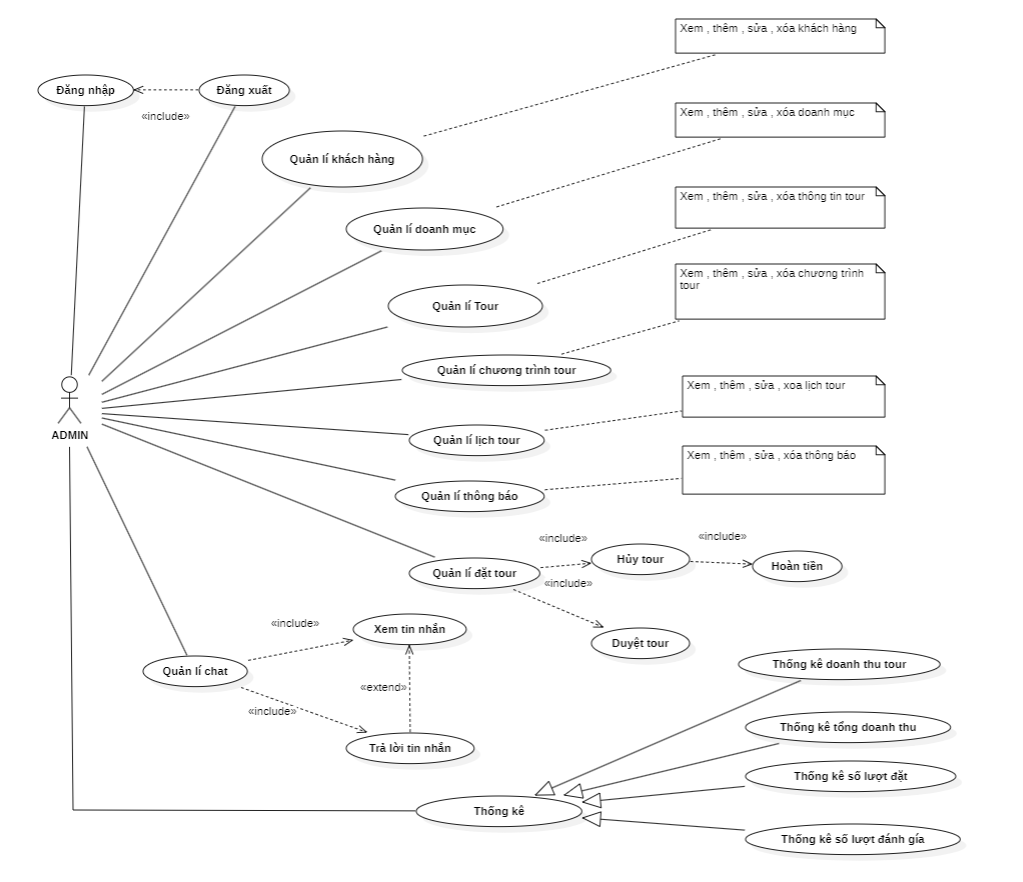 Xem , thêm , sửa , xóa khách hàng
Đăng nhập
Đăng xuất
«include»
Xem , thêm , sửa , xóa doanh mục
Quản lí khách hàng
Xem , thêm , sửa , xóa thông tin tour
Quản lí doanh mục
Xem , thêm , sửa , xóa chương trình
tour
Quản lí Tour
Quản lí chương trình tour
Xem , thêm , sửa , xoa lịch tour
ADMIN
Quản lí lịch tour
Xem , thêm , sửa , xóa thông báo
Quản lí thông báo
«include»
«include»
Hủy tour
Hoàn tiền
Quản lí đặt tour
«include»
«include»
Xem tin nhắn
Duyệt tour
Quản lí chat
Thống kê doanh thu tour
«extend»
«include»
Thống kê tổng doanh thu
Trả lời tin nhắn
Thống kê số lượt đặt
Thống kê
Thống kê số lượt đánh gía